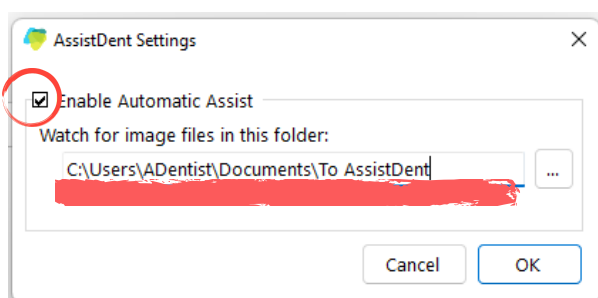 AssistDent Settings
Enable Automatic Assist
Watch for image files in this folder:
C:\Users\ADentist\Documents\To AssistDent
...
Cancel
OK